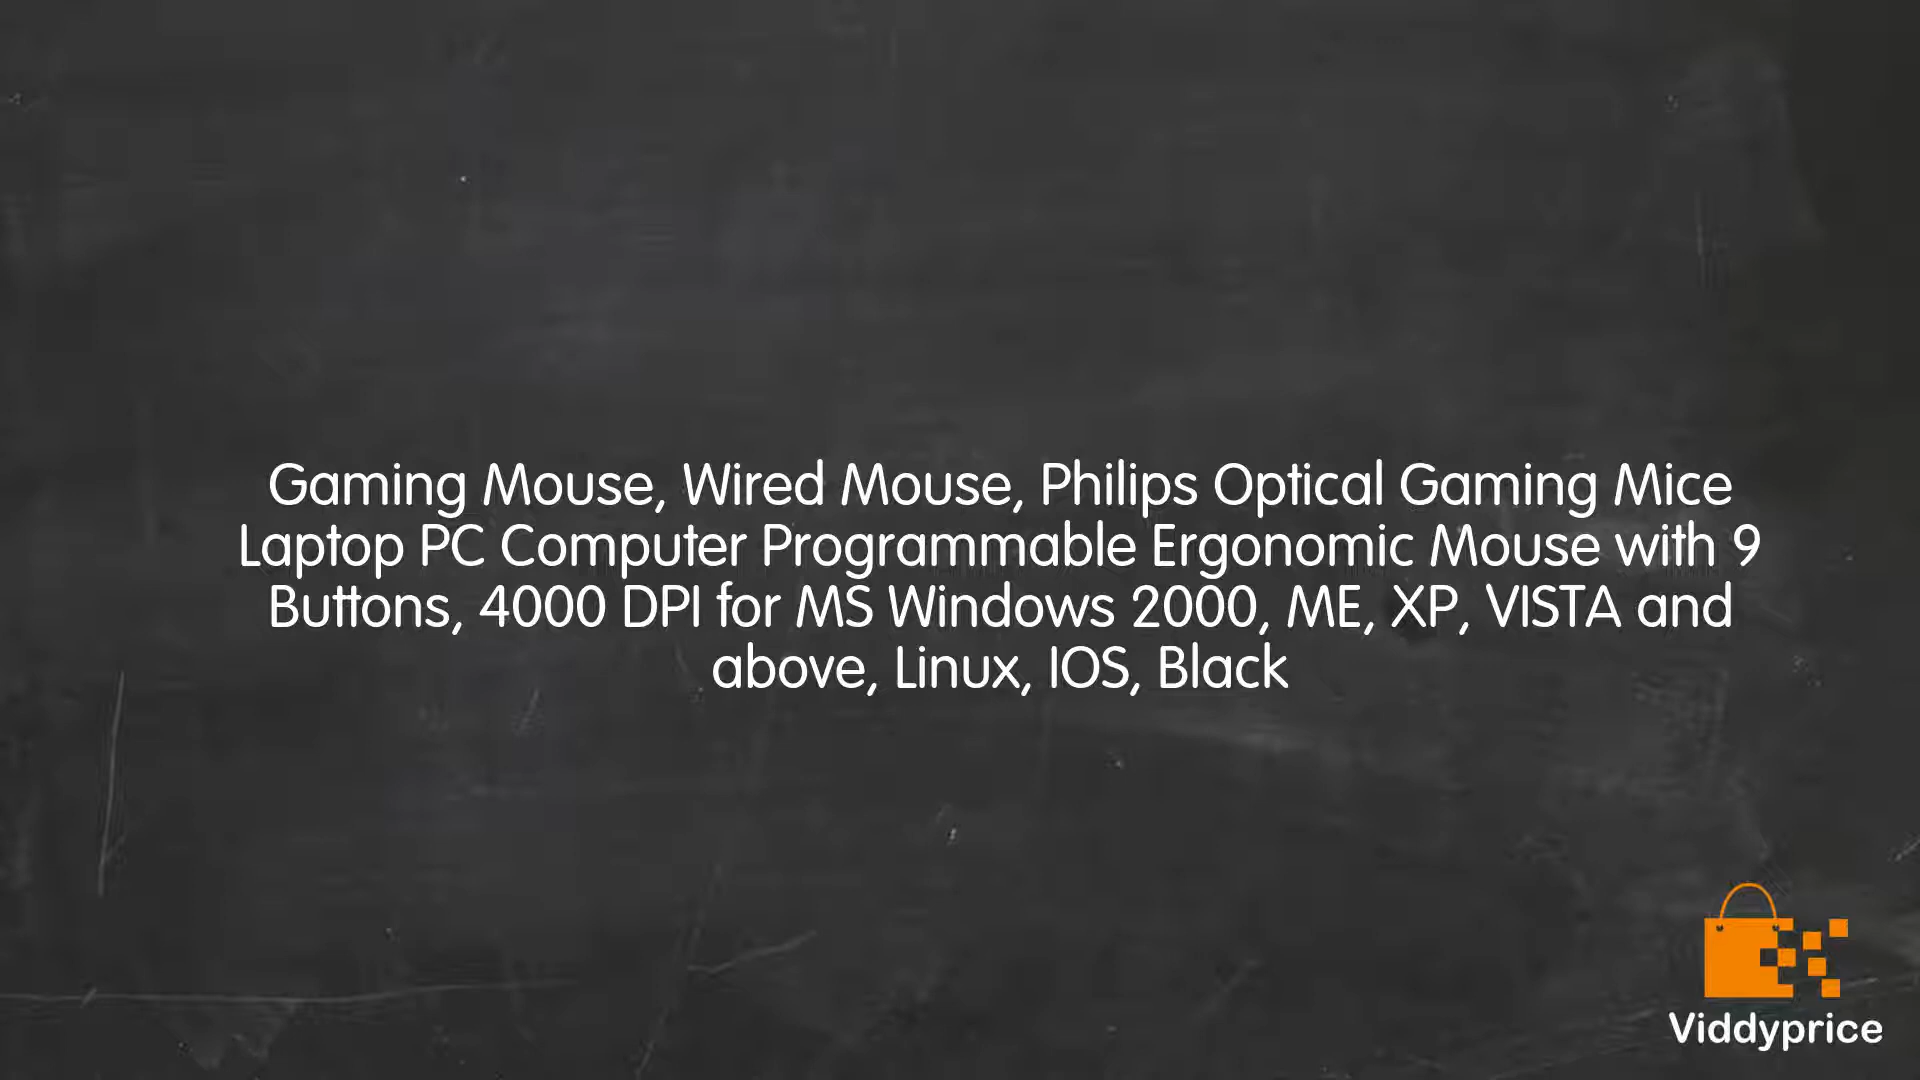 Gaming Mouse, Wired Mouse, Philips Optical Gaming Mice
Laptop PC Computer Programmable Ergonomic Mouse with 9
Buttons, 4000 DPI for MS Windows 2000, ME, XP, VISTA and
above, Linux, IOS, Black
Viddyprice